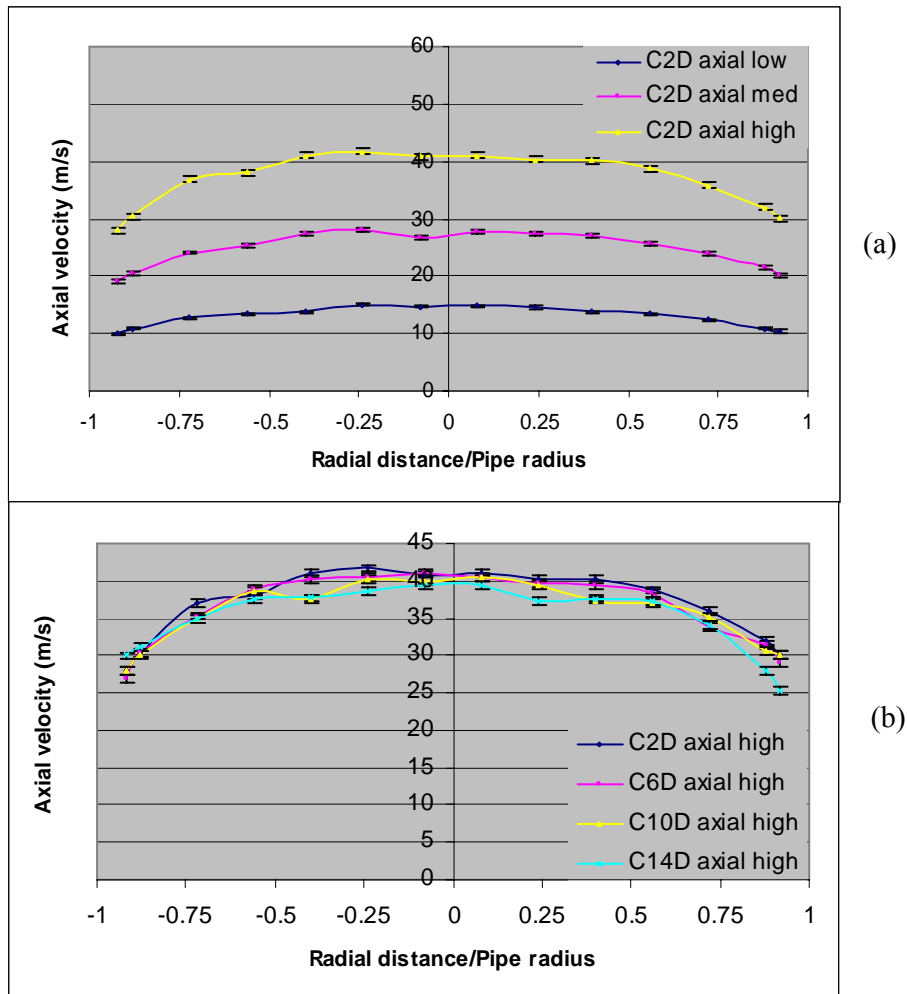 60
50
40
30
20
10
0
-1 -0.75 -0.5 -0.25 0 0.25 0.5 0.75 1
Axial velocity (m/s)
Radial distance/Pipe radius
C2D axial low
C2D axial med
C2D axial high
(a)
45
40
35
30
25
20
15
10
5
0
-1 -0.75 -0.5 -0.25 0 0.25 0.5 0.75 1
Axial velocity (m/s)
Radial distance/Pipe radius
C2D axial high
C6D axial high
C10D axial high
C14D axial high
(b)